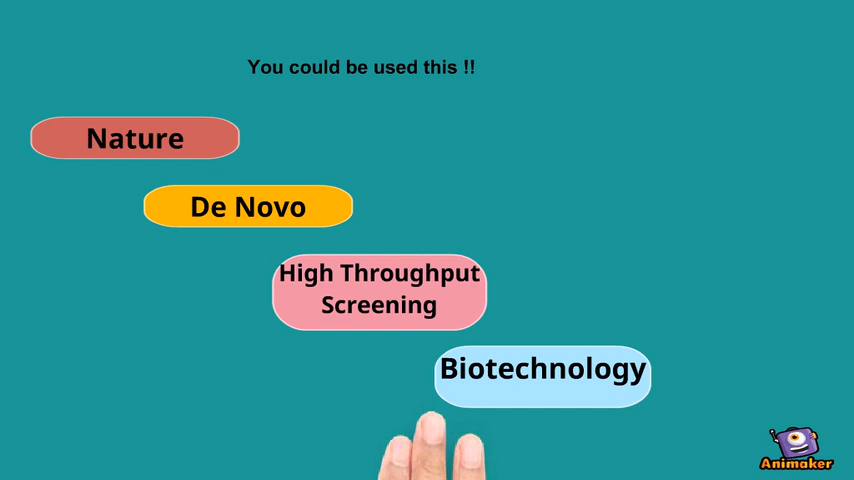 You could be used this !!
Nature
De Novo
High Throughput
Screening
Biotechnology
Animaker